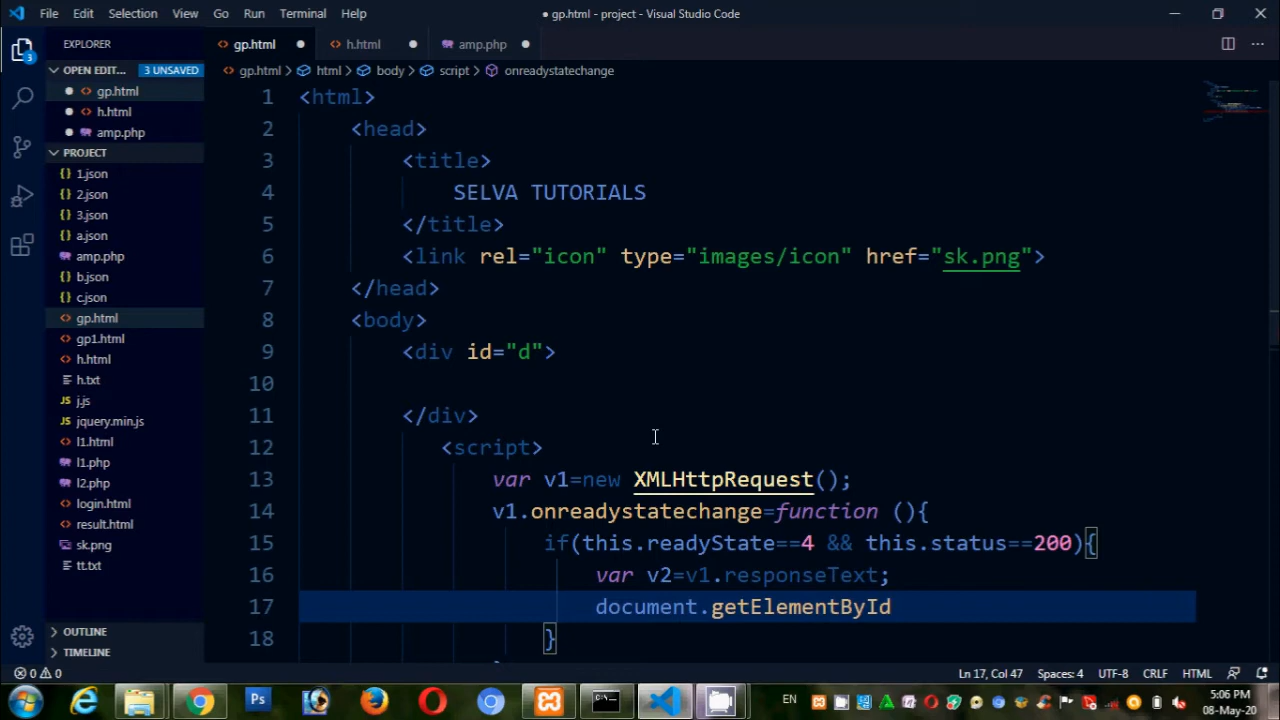 File Edit Selection View Go Run Terminal Help
● gp.html - project - Visual Studio Code
EXPLORER
gp.html
h.html
amp.php
OPEN EDIT... 3 UNSAVED
gp.html > html > body > script > onreadystatechange
gp.html
h.html
amp.php
PROJECT
1.json
2.json
3.json
a.json
amp.php
b.json
c.json
gp.html
gp1.html
h.html
h.txt
j.js
jquery.min.js
l1.html
l1.php
l2.php
login.html
result.html
sk.png
tt.txt
OUTLINE
TIMELINE
3
1 <html>
2 <head>
3 <title>
4 SELVA TUTORIALS
5 </title>
6 <link rel="icon" type="images/icon" href="sk.png">
7 </head>
8 <body>
9 <div id="d">
10
11 </div>
12 <script>
13 var v1=new XMLHttpRequest();
14 v1.onreadystatechange=function (){
15 if(this.readyState==4 && this.status==200){
16 var v2=v1.responseText;
17 document.getElementById
18 }
0 0
Ln 17, Col 47 Spaces: 4 UTF-8 CRLF HTML
Ps
EN
5:06 PM
08-May-20